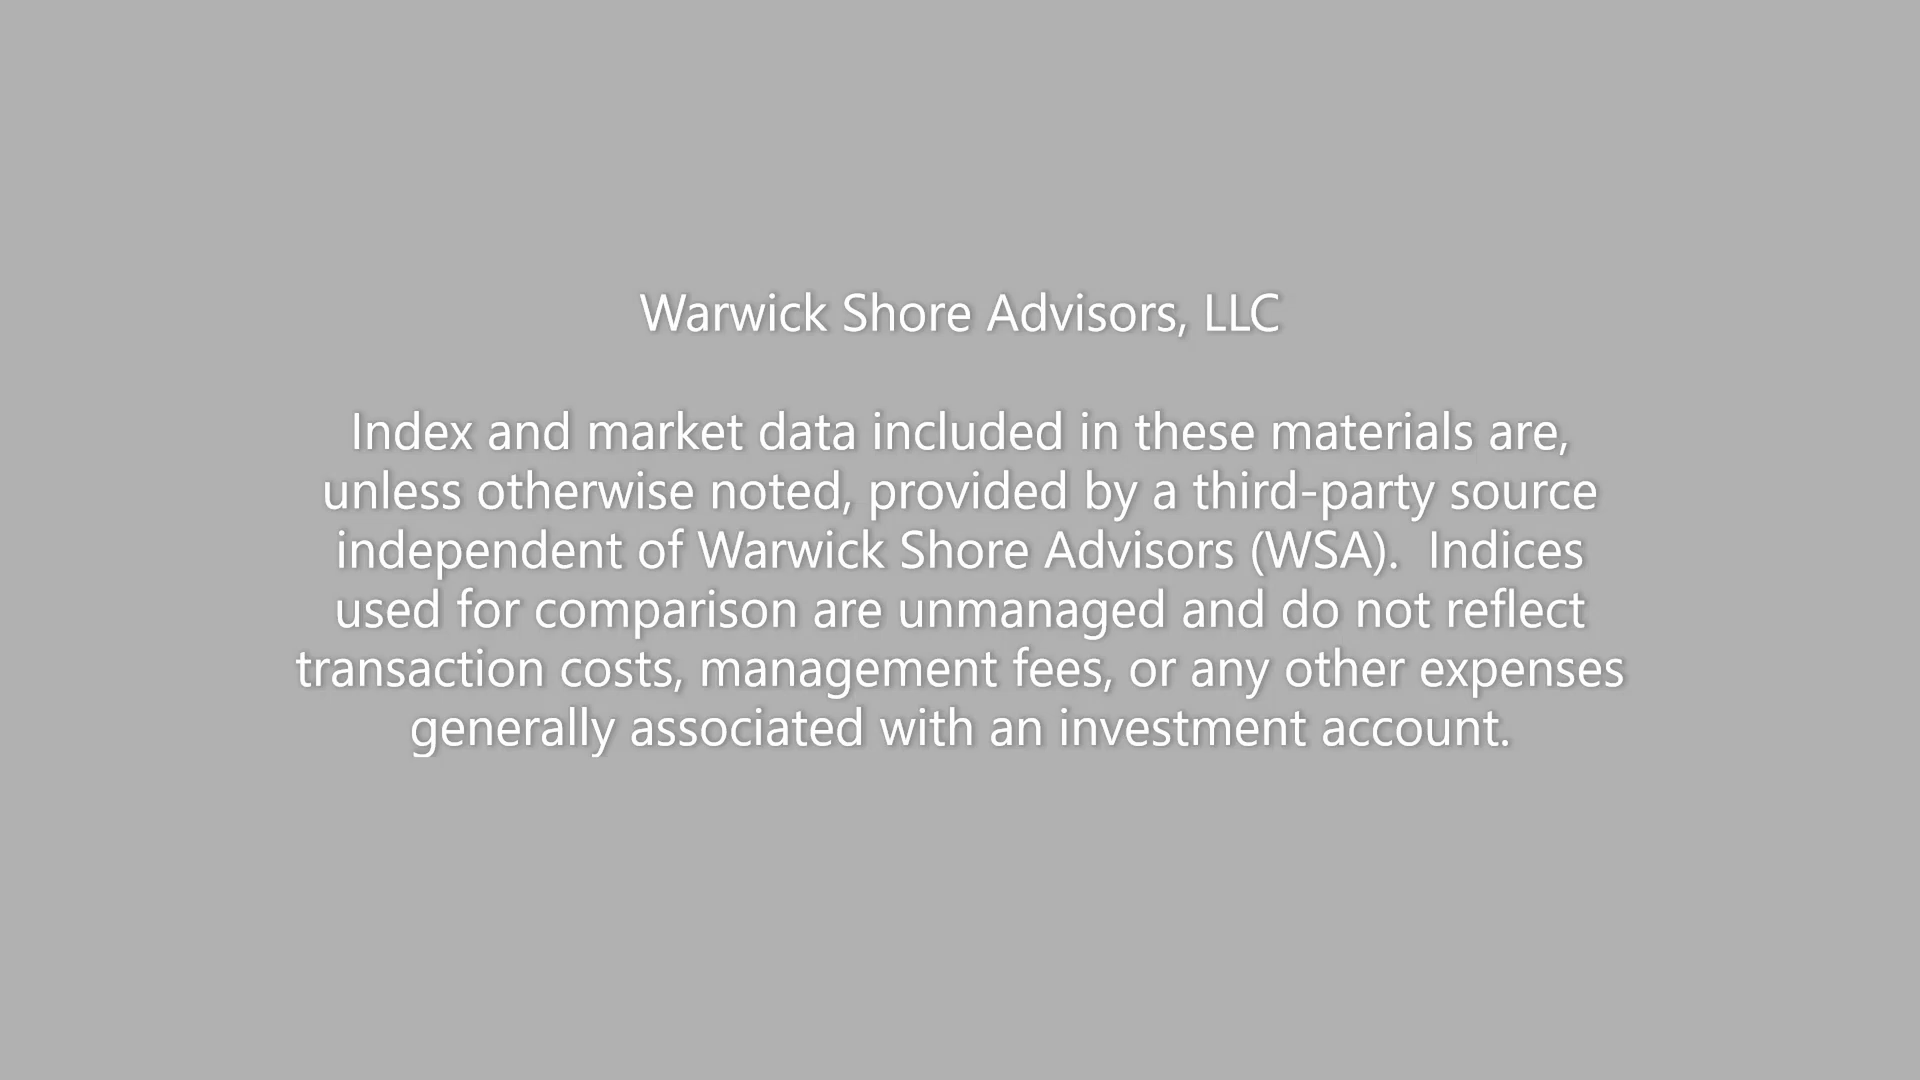 Warwick Shore Advisors, LLC
Index and market data included in these materials are,
unless otherwise noted, provided by a third-party source
independent of Warwick Shore Advisors (WSA).  Indices
used for comparison are unmanaged and do not reflect
transaction costs, management fees, or any other expenses
generally associated with an investment account.